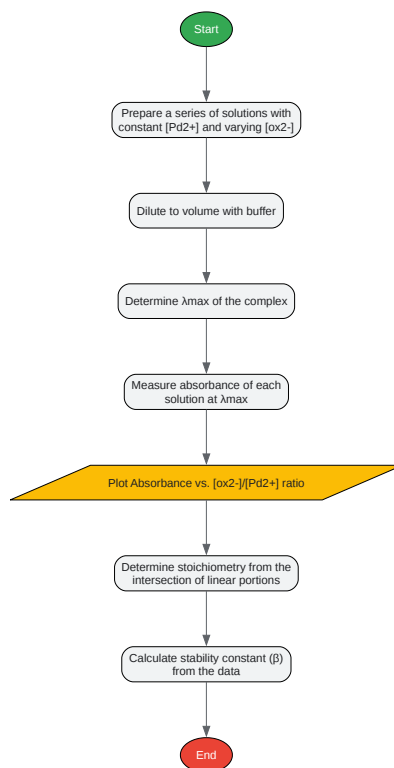 Start
Prepare a series of solutions with
constant [Pd2+] and varying [ox2-]
Dilute to volume with buffer
Determine λmax of the complex
Measure absorbance of each
solution at λmax
Plot Absorbance vs. [ox2-]/[Pd2+] ratio
Determine stoichiometry from the
intersection of linear portions
Calculate stability constant (β)
from the data
End